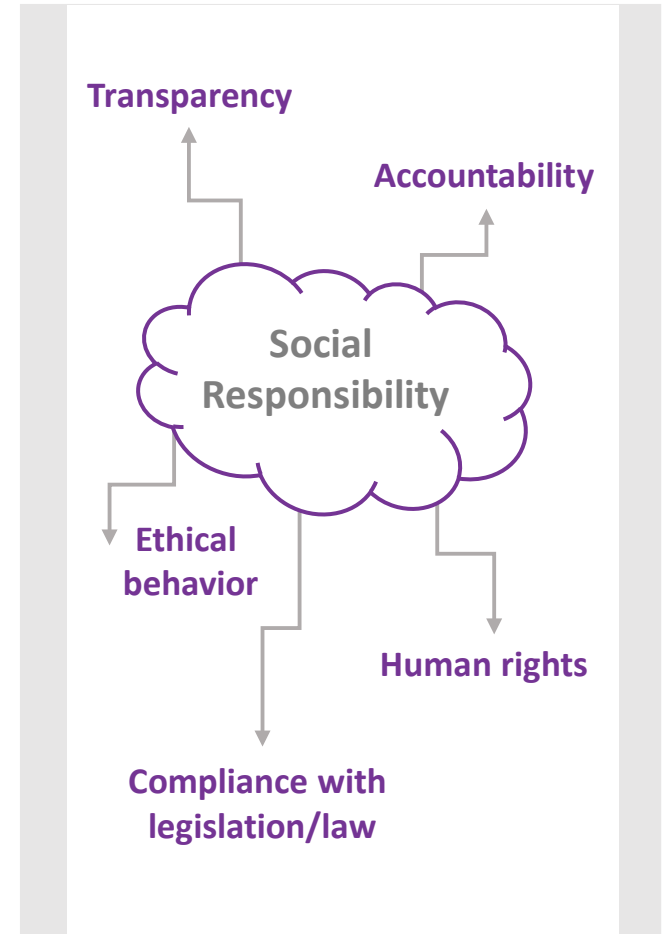 Transparency
Accountability
Social
Responsibility
Ethical
behavior
Human rights
Compliance with
legislation/law